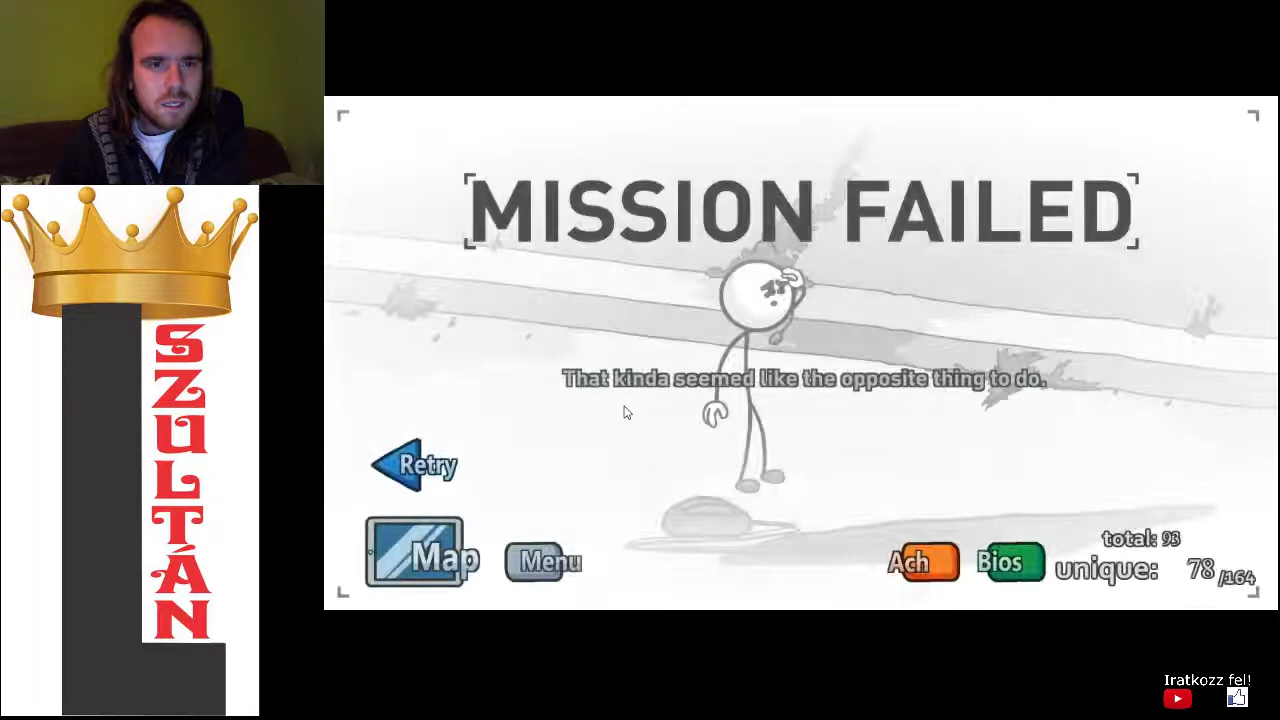 MISSION FAILED
That kinda seemed like the opposite thing to do.
Retry
Map
Menu
Ach
Bios
total: 93
unique: 78 /164
L
SZULTÁN
Iratkozz fel!